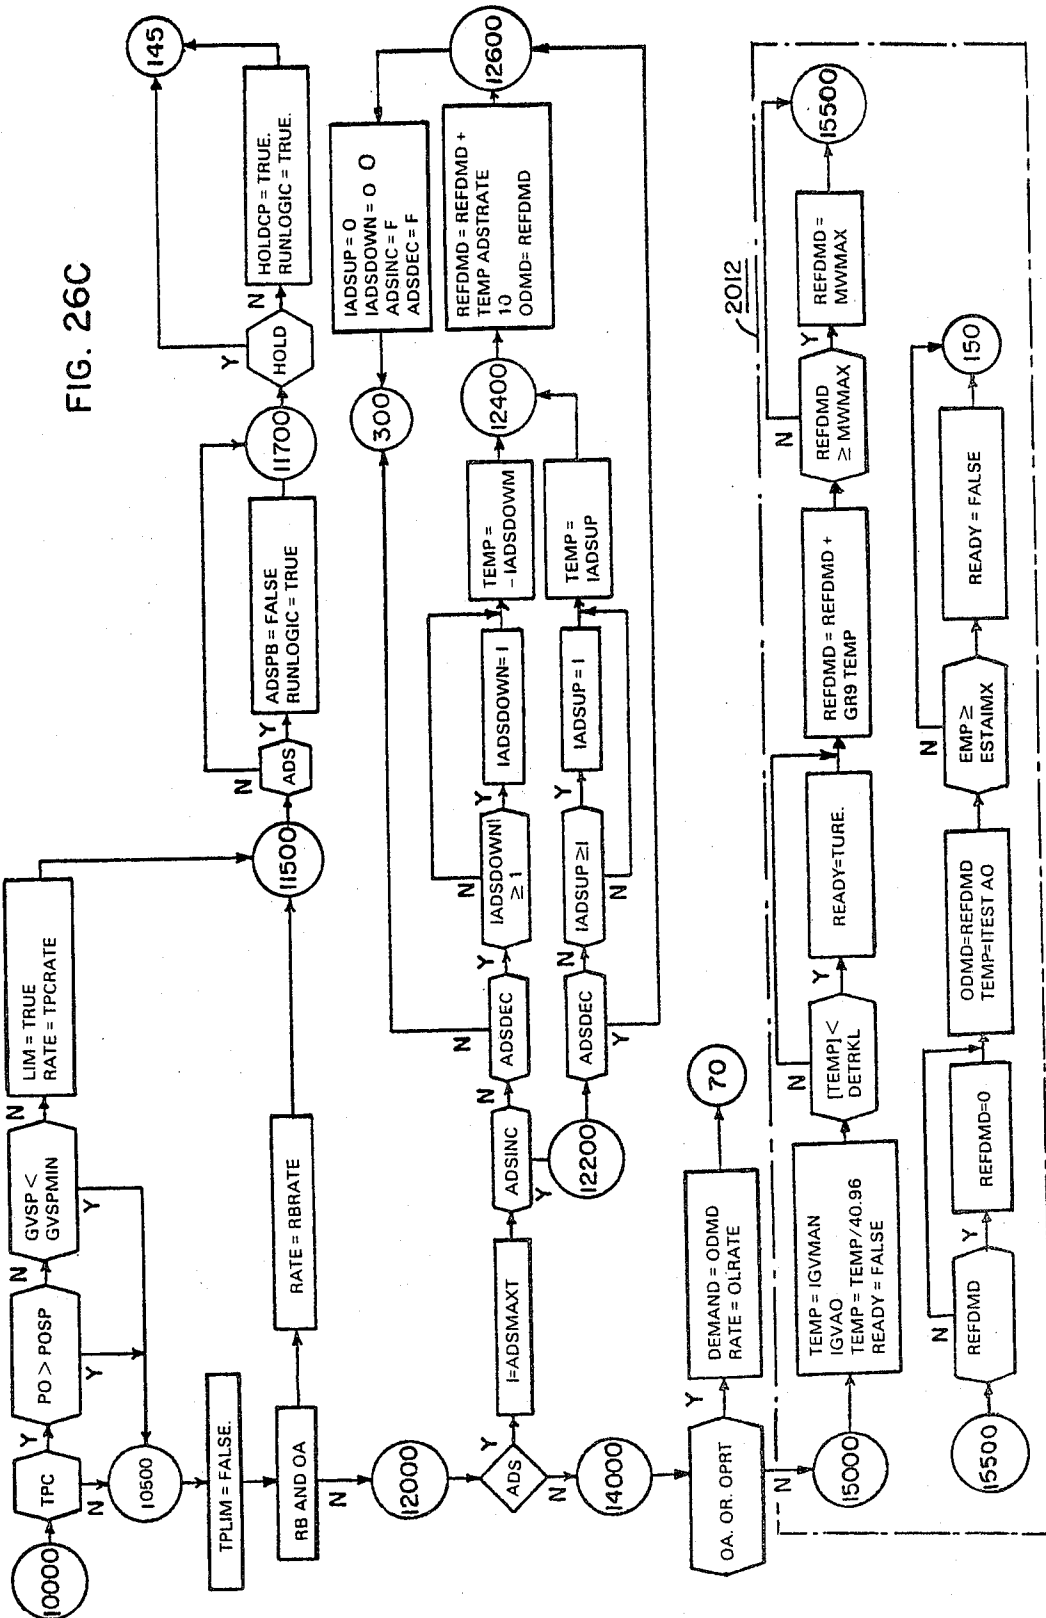 FIG. 26C
10000
TPC
Y
N
PO > POSP
N
Y
GVSP <
GVSPMIN
N
Y
LIM = TRUE
RATE = TPCRATE
10500
TPLIM = FALSE.
RB AND OA
N
RATE = RBRATE
11500
ADS
N
Y
ADSPB = FALSE
RUNLOGIC = TRUE
11700
HOLD
Y
N
HOLDCP = TRUE.
RUNLOGIC = TRUE.
145
12000
ADS
Y
N
I=ADSMAXT
ADSINC
N
Y
ADSDEC
N
Y
IADSDOWN
≥ 1
N
Y
IADSDOWN= 1
TEMP =
- IADSDOWM
12400
REFDMD = REFDMD +
TEMP ADSTRATE
10
ODMD= REFDMD
12600
IADSUP = 0
IADSDOWN = 0 0
ADSINC = F
ADSDEC = F
300
12200
ADSDEC
N
Y
IADSUP ≥1
Y
N
IADSUP = 1
TEMP =
IADSUP
14000
OA. OR. OPRT
Y
N
DEMAND = ODMD
RATE = OLRATE
70
2012
15000
TEMP = IGVMAN
IGVAO
TEMP = TEMP/40.96
READY = FALSE
[TEMP] <
DETRKL
N
Y
READY=TURE.
REFDMD = REFDMD +
GR9 TEMP
REFDMD
≥ MWMAX
N
Y
REFDMD =
MWMAX
15500
15500
REFDMD
N
Y
REFDMD=0
ODMD=REFDMD
TEMP=ITEST AO
EMP ≥
ESTAIMX
N
READY = FALSE
150